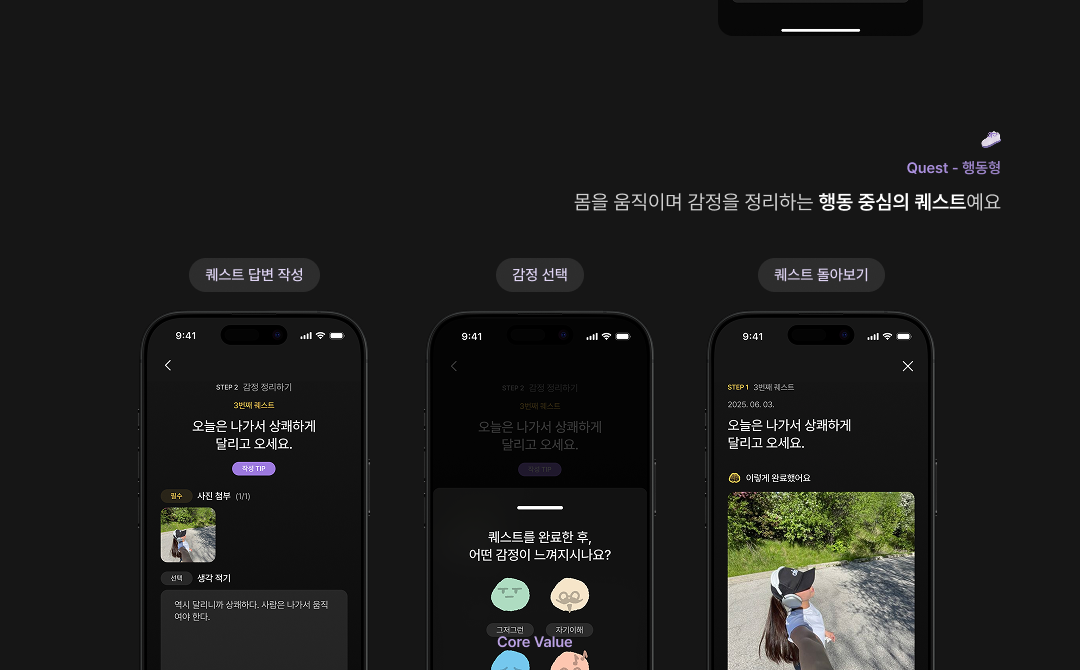 Quest - 행동형
몸을 움직이며 감정을 정리하는 행동 중심의 퀘스트예요
퀘스트 답변 작성
9:41
STEP 2 감정 정리하기
3번째 퀘스트
오늘은 나가서 상쾌하게
달리고 오세요.
작성 TIP
필수 사진 첨부 (1/1)
선택 생각 적기
역시 달리니까 상쾌하다. 사람은 나가서 움직
여야 한다.
감정 선택
9:41
STEP 2 감정 정리하기
3번째 퀘스트
오늘은 나가서 상쾌하게
달리고 오세요.
작성 TIP
퀘스트를 완료한 후,
어떤 감정이 느껴지시나요?
그저그런
자기이해
Core Value
퀘스트 돌아보기
9:41
STEP 1 3번째 퀘스트
2025. 06. 03.
오늘은 나가서 상쾌하게
달리고 오세요.
이렇게 완료했어요